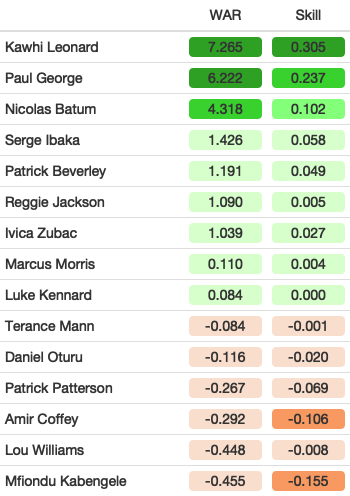 WAR Skill
Kawhi Leonard 7.265 0.305
Paul George 6.222 0.237
Nicolas Batum 4.318 0.102
Serge Ibaka 1.426 0.058
Patrick Beverley 1.191 0.049
Reggie Jackson 1.090 0.005
Ivica Zubac 1.039 0.027
Marcus Morris 0.110 0.004
Luke Kennard 0.084 0.000
Terance Mann -0.084 -0.001
Daniel Oturu -0.116 -0.020
Patrick Patterson -0.267 -0.069
Amir Coffey -0.292 -0.106
Lou Williams -0.448 -0.008
Mfiondu Kabengele -0.455 -0.155